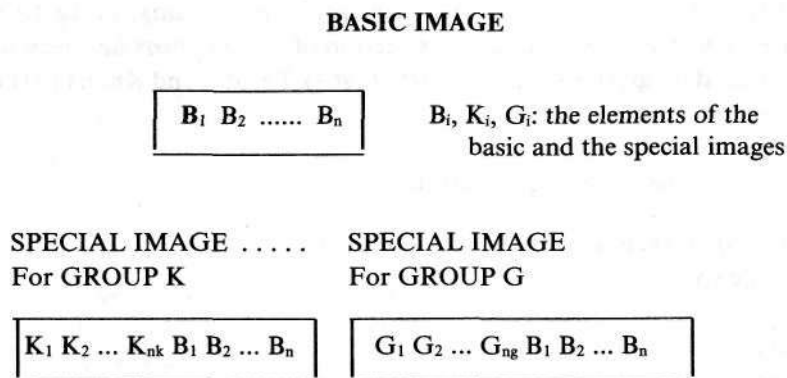 BASIC IMAGE
B₁ B₂ ...... Bₙ
Bᵢ, Kᵢ, Gᵢ: the elements of the
basic and the special images
SPECIAL IMAGE ..... SPECIAL IMAGE
For GROUP K For GROUP G
K₁ K₂ ... Kₙₖ B₁ B₂ ... Bₙ
G₁ G₂ ... Gng B₁ B₂ ... Bₙ